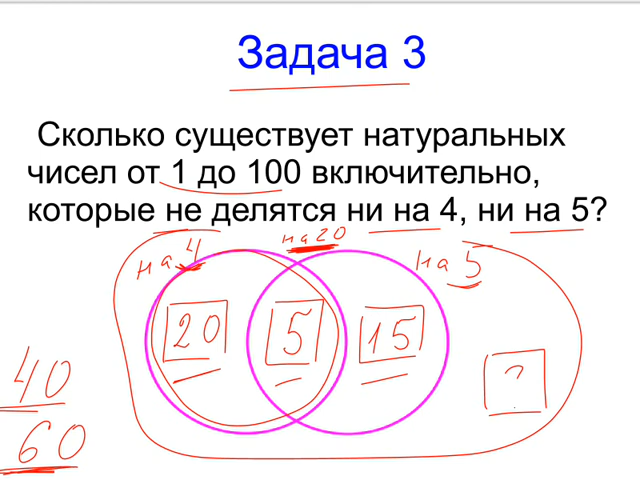 Задача 3
Сколько существует натуральных
чисел от 1 до 100 включительно,
которые не делятся ни на 4, ни на 5?
на 4
на 20
на 5
20
5
15
?
40
60